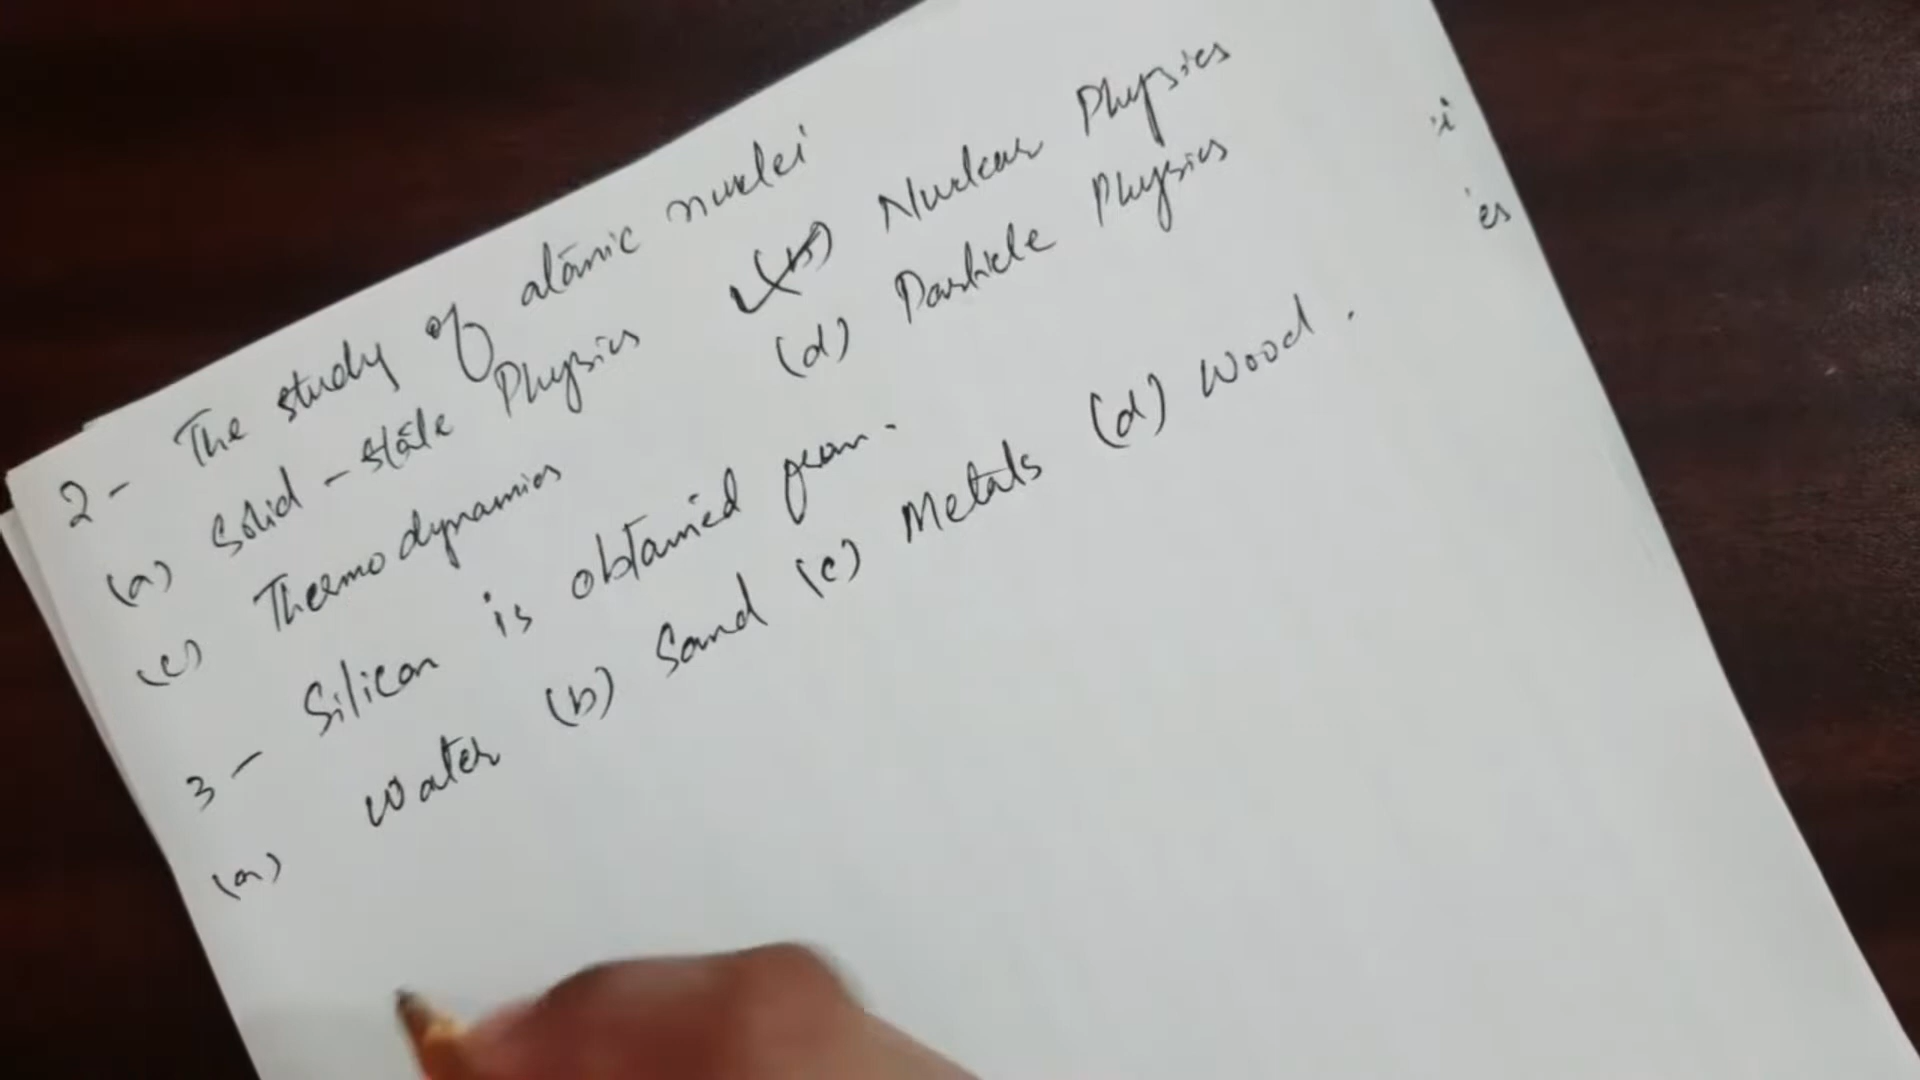 2- The study of atomic nuclei
(a) Solid-state Physics (b) Nuclear Physics
(c) Thermodynamics (d) Particle Physics
3- Silicon is obtained from.
(a) Water (b) Sand (c) Metals (d) Wood.
i
es